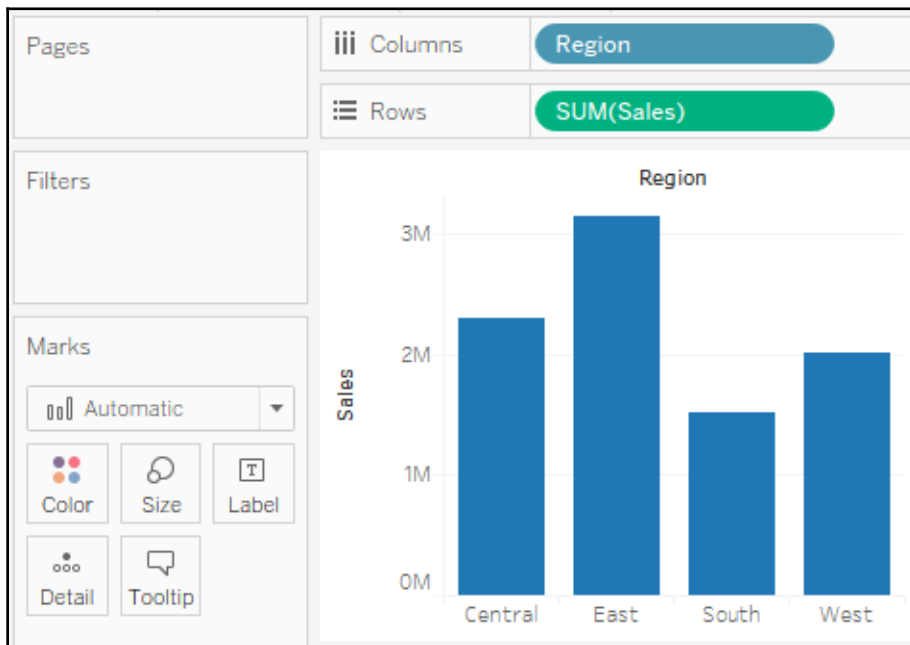 Pages
Columns
Region
Rows
SUM(Sales)
Filters
Marks
Automatic
Color
Size
T
Label
Detail
Tooltip
Region
Sales
3M
2M
1M
0M
Central
East
South
West